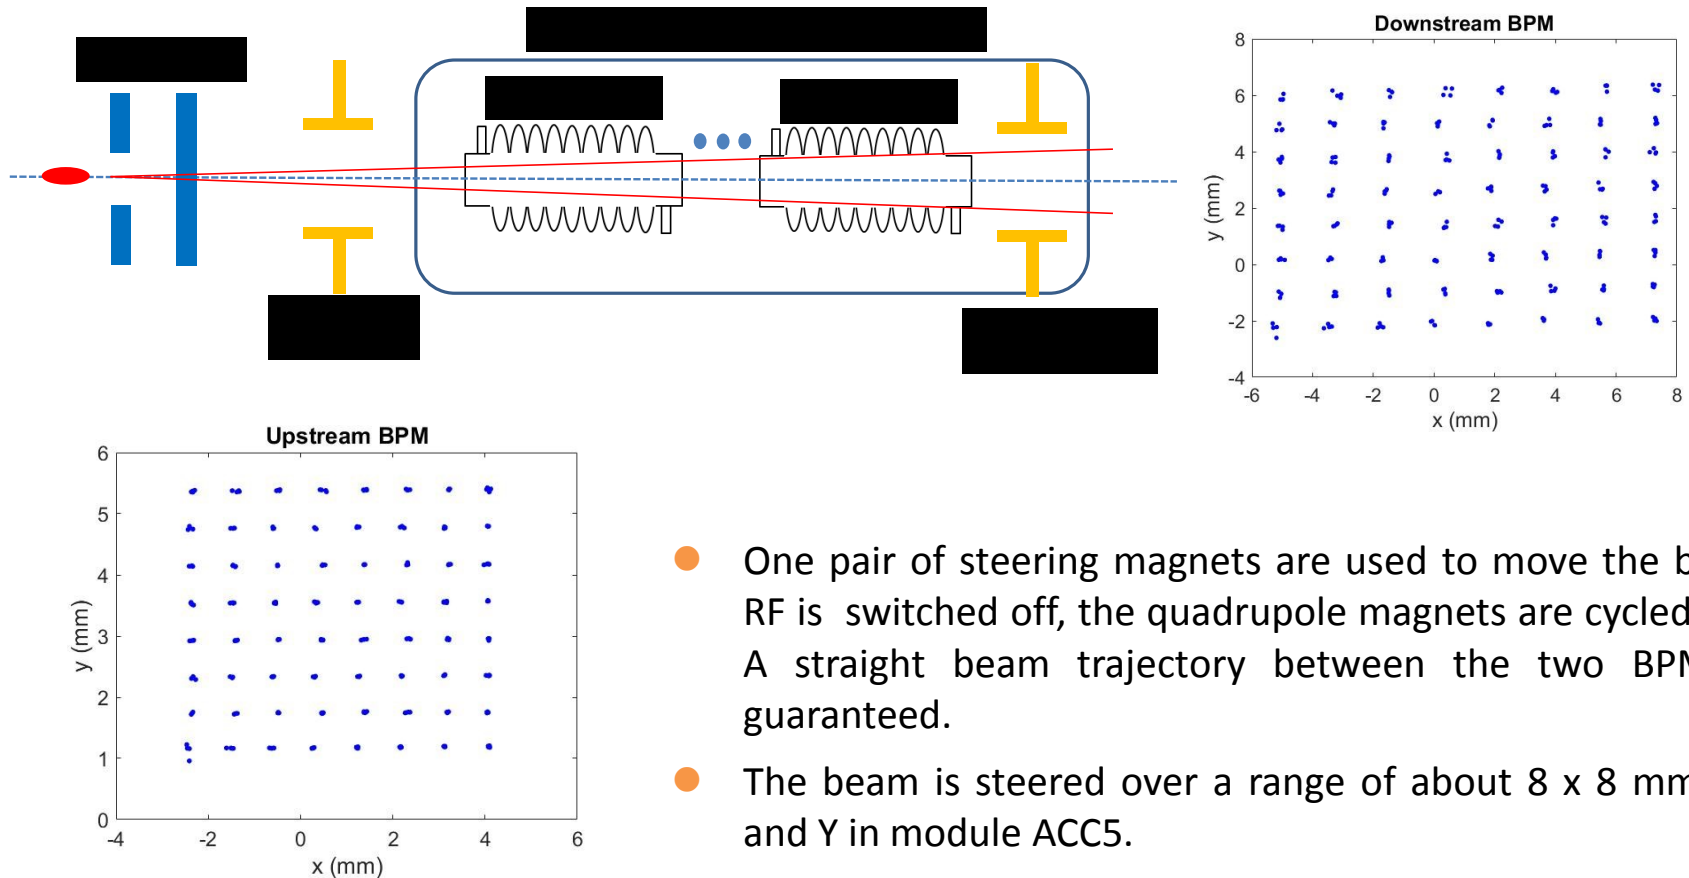 Downstream BPM
8
6
4
2
0
-2
-4
-6 -4 -2 0 2 4 6 8
y (mm)
x (mm)
Upstream BPM
6
5
4
3
2
1
0
-4 -2 0 2 4 6
y (mm)
x (mm)
One pair of steering magnets are used to move the b
RF is switched off, the quadrupole magnets are cycled
A straight beam trajectory between the two BPM
guaranteed.
The beam is steered over a range of about 8 x 8 mm
and Y in module ACC5.